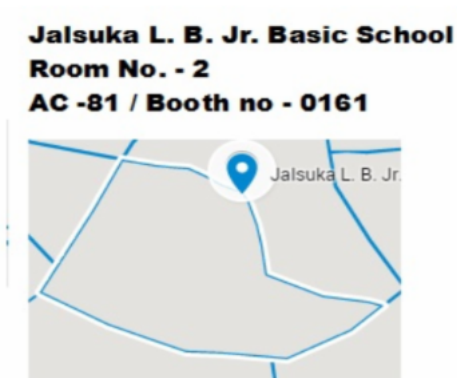 Jalsuka L. B. Jr. Basic School
Room No. - 2
AC -81 / Booth no - 0161
Jalsuka L. B. Jr.